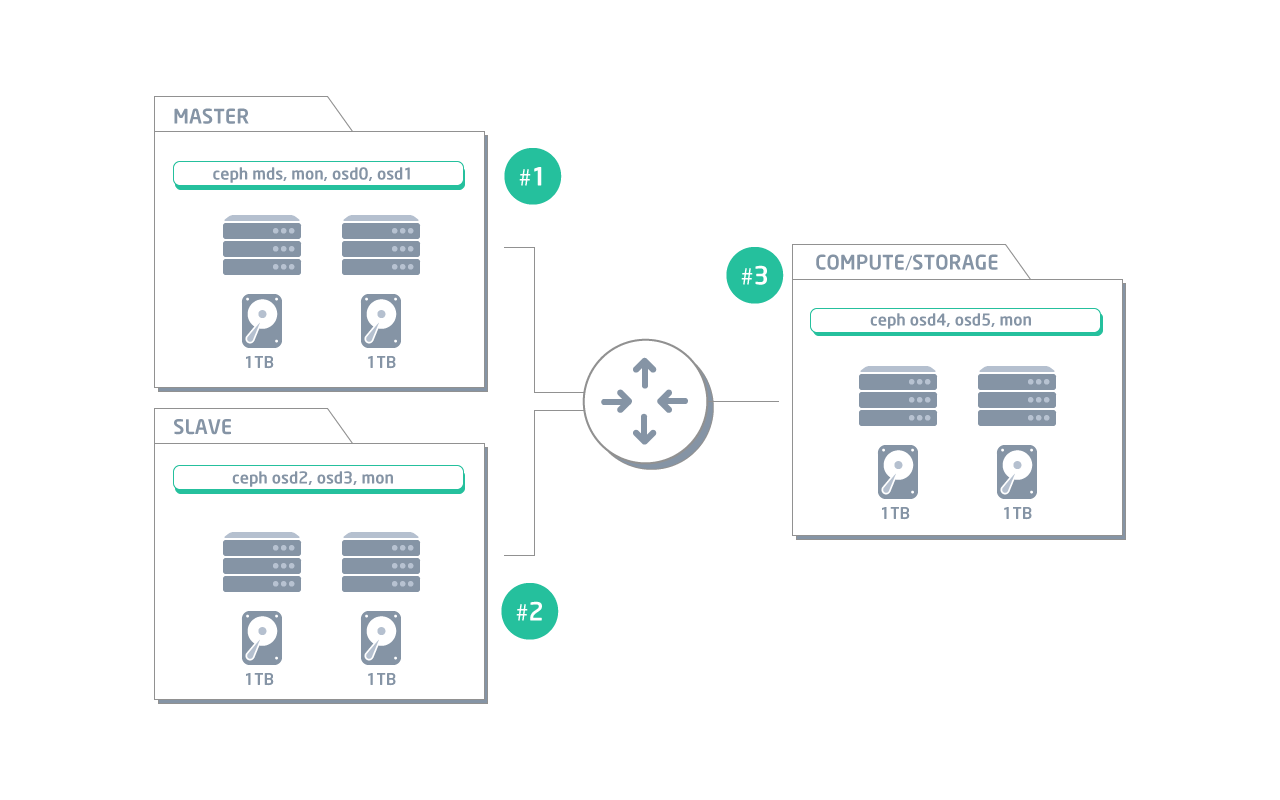 MASTER
ceph mds, mon, osd0, osd1
#1
1TB
1TB
SLAVE
ceph osd2, osd3, mon
1TB
1TB
#2
#3
COMPUTE/STORAGE
ceph osd4, osd5, mon
1TB
1TB